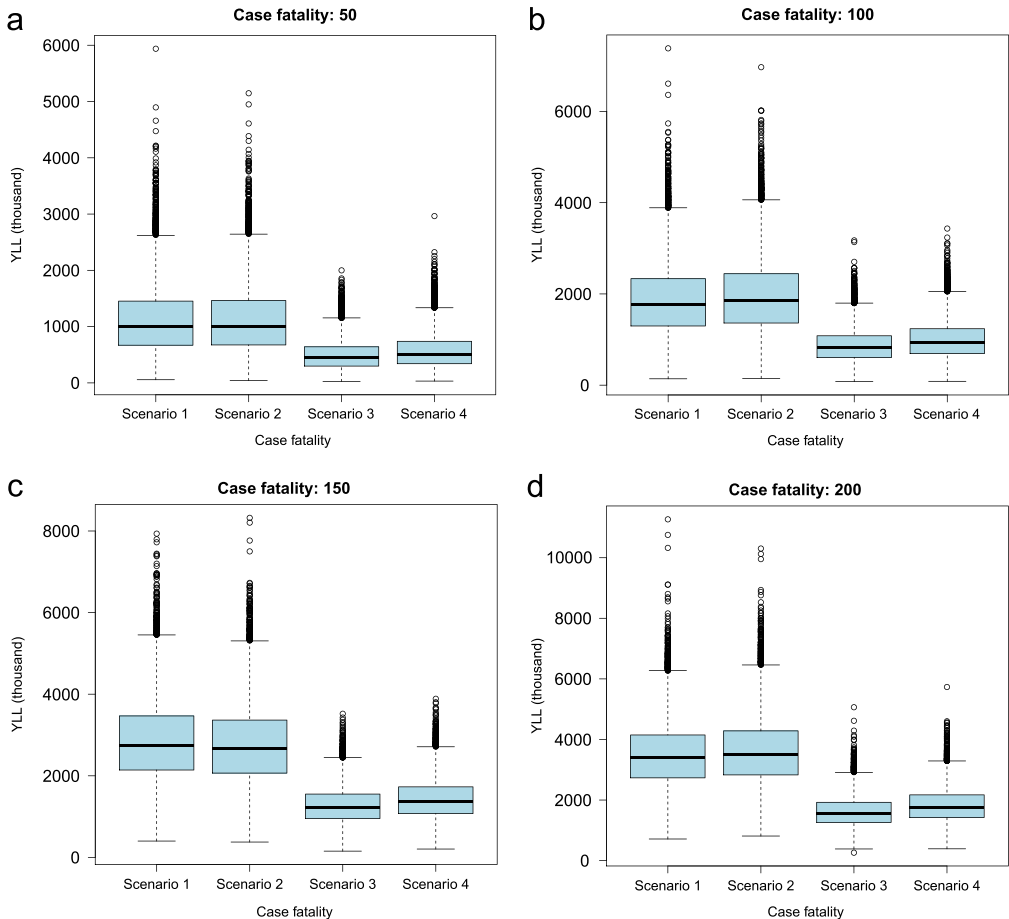 a
Case fatality: 50
YLL (thousand)
6000
5000
4000
3000
2000
1000
0
Scenario 1
Scenario 2
Scenario 3
Scenario 4
Case fatality
b
Case fatality: 100
YLL (thousand)
6000
4000
2000
0
Scenario 1
Scenario 2
Scenario 3
Scenario 4
Case fatality
c
Case fatality: 150
YLL (thousand)
8000
6000
4000
2000
0
Scenario 1
Scenario 2
Scenario 3
Scenario 4
Case fatality
d
Case fatality: 200
YLL (thousand)
10000
8000
6000
4000
2000
0
Scenario 1
Scenario 2
Scenario 3
Scenario 4
Case fatality